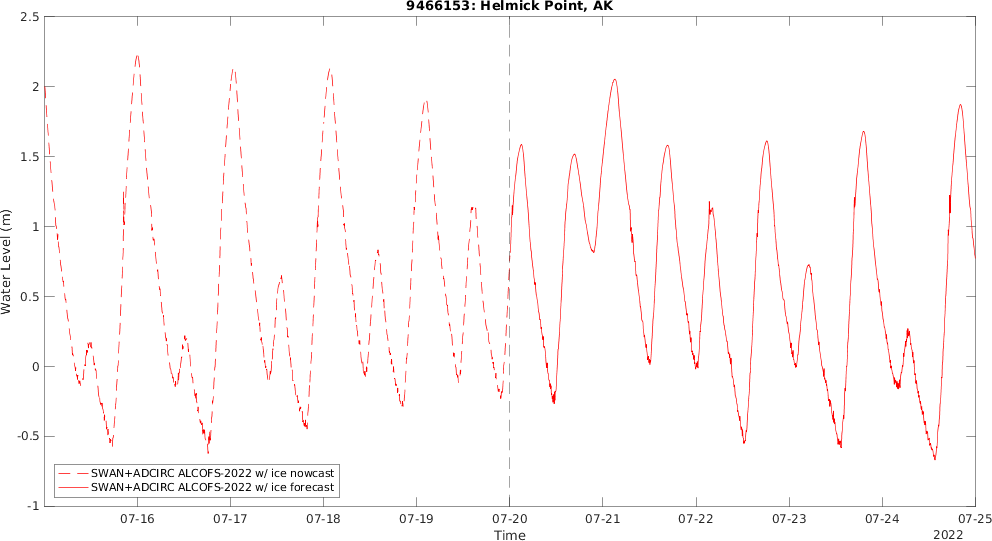 9466153: Helmick Point, AK
Water Level (m)
2.5
2
1.5
1
0.5
0
-0.5
-1
SWAN+ADCIRC ALCOFS-2022 w/ ice nowcast
SWAN+ADCIRC ALCOFS-2022 w/ ice forecast
07-16 07-17 07-18 07-19 07-20 07-21 07-22 07-23 07-24 07-25
Time
2022